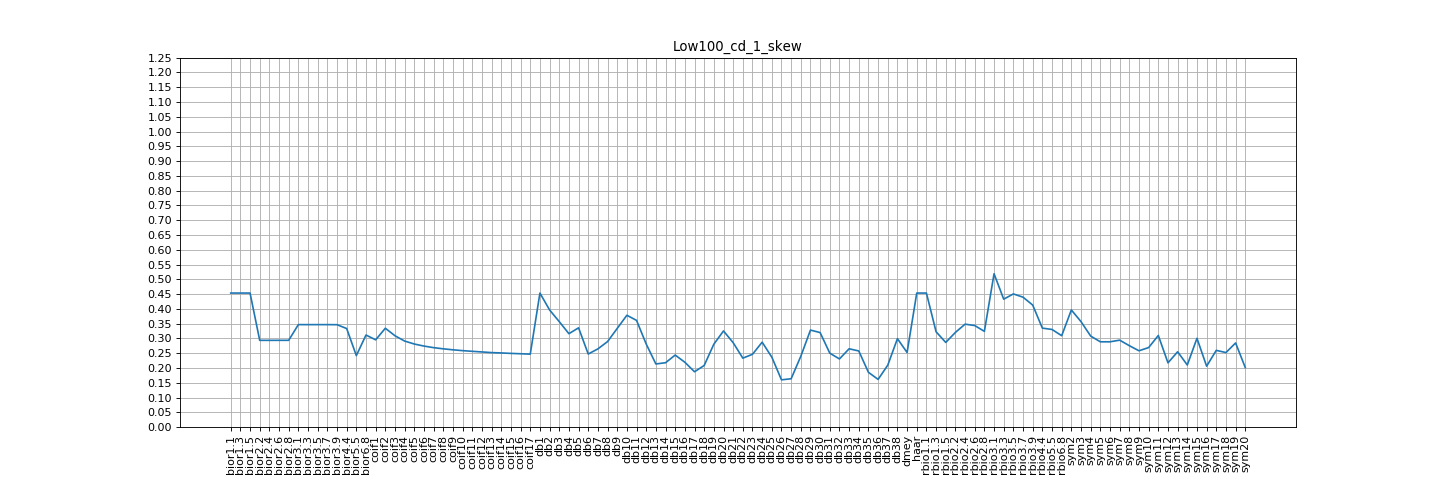 Low100_cd_1_skew
1.25
1.20
1.15
1.10
1.05
1.00
0.95
0.90
0.85
0.80
0.75
0.70
0.65
0.60
0.55
0.50
0.45
0.40
0.35
0.30
0.25
0.20
0.15
0.10
0.05
0.00
bior1.1
bior1.3
bior1.5
bior2.2
bior2.4
bior2.6
bior2.8
bior3.1
bior3.3
bior3.5
bior3.7
bior3.9
bior4.4
bior5.5
bior6.8
coif1
coif2
coif3
coif4
coif5
coif6
coif7
coif8
coif9
coif10
coif11
coif12
coif13
coif14
coif15
coif16
coif17
db1
db2
db3
db4
db5
db6
db7
db8
db9
db10
db11
db12
db13
db14
db15
db16
db17
db18
db19
db20
db21
db22
db23
db24
db25
db26
db27
db28
db29
db30
db31
db32
db33
db34
db35
db36
db37
db38
dmey
haar
rbio1.1
rbio1.3
rbio1.5
rbio2.2
rbio2.4
rbio2.6
rbio2.8
rbio3.1
rbio3.3
rbio3.5
rbio3.7
rbio3.9
rbio4.4
rbio5.5
rbio6.8
sym2
sym3
sym4
sym5
sym6
sym7
sym8
sym9
sym10
sym11
sym12
sym13
sym14
sym15
sym16
sym17
sym18
sym19
sym20